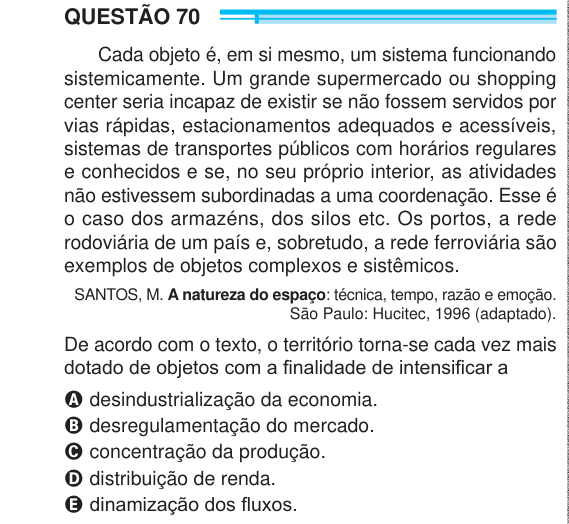 QUESTÃO 70
Cada objeto é, em si mesmo, um sistema funcionando
sistemicamente. Um grande supermercado ou shopping
center seria incapaz de existir se não fossem servidos por
vias rápidas, estacionamentos adequados e acessíveis,
sistemas de transportes públicos com horários regulares
e conhecidos e se, no seu próprio interior, as atividades
não estivessem subordinadas a uma coordenação. Esse é
o caso dos armazéns, dos silos etc. Os portos, a rede
rodoviária de um país e, sobretudo, a rede ferroviária são
exemplos de objetos complexos e sistêmicos.
SANTOS, M. A natureza do espaço: técnica, tempo, razão e emoção.
São Paulo: Hucitec, 1996 (adaptado).
De acordo com o texto, o território torna-se cada vez mais
dotado de objetos com a finalidade de intensificar a
A desindustrialização da economia.
B desregulamentação do mercado.
C concentração da produção.
D distribuição de renda.
E dinamização dos fluxos.